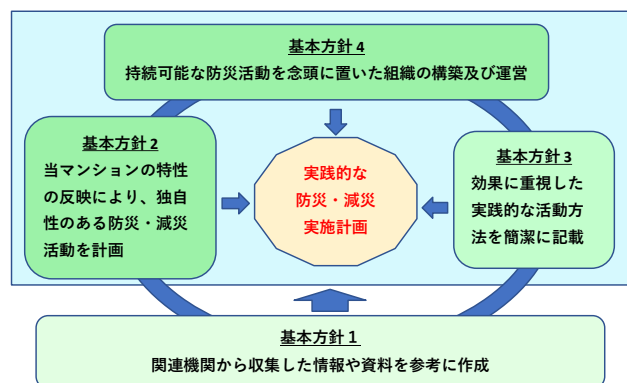 基本方針４
持続可能な防災活動を念頭に置いた組織の構築及び運営
基本方針２
当マンションの特性
の反映により、独自
性のある防災・減災
活動を計画
実践的な
防災・減災
実施計画
基本方針３
効果に重視した
実践的な活動方
法を簡潔に記載
基本方針１
関連機関から収集した情報や資料を参考に作成